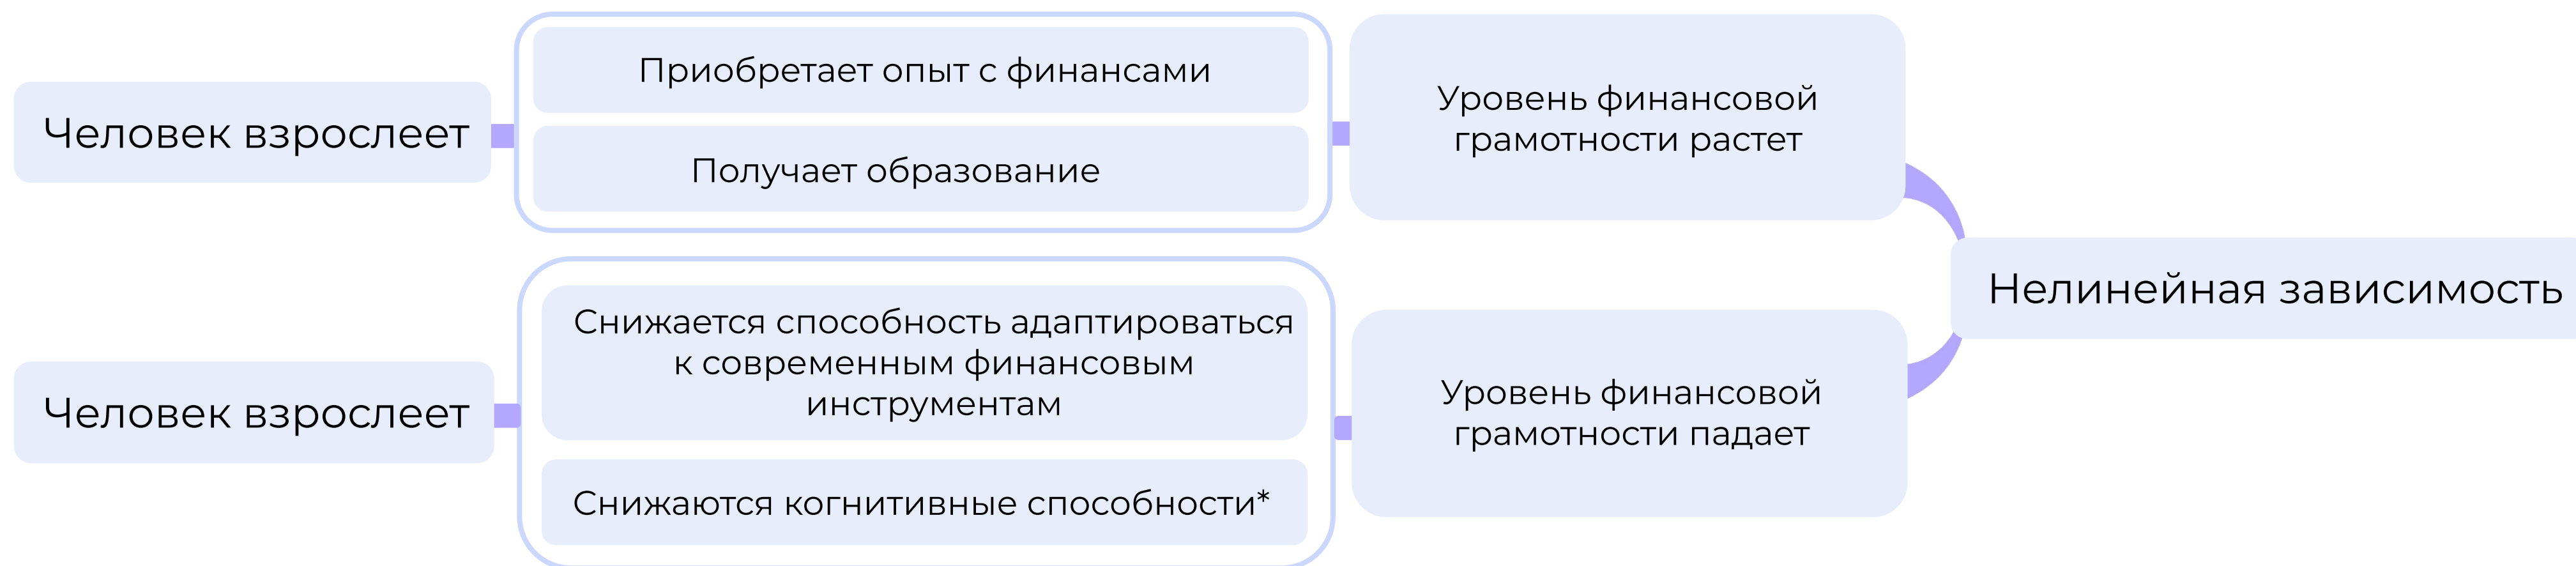 Человек взрослеет
Приобретает опыт с финансами
Получает образование
Уровень финансовой
грамотности растет
Человек взрослеет
Снижается способность адаптироваться
к современным финансовым
инструментам
Снижаются когнитивные способности*
Уровень финансовой
грамотности падает
Нелинейная зависимость